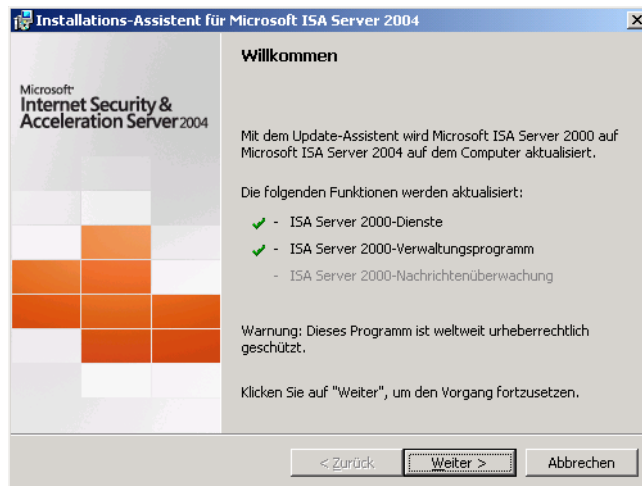 Installations-Assistent für Microsoft ISA Server 2004
Microsoft
Internet Security &
Acceleration Server 2004
Willkommen
Mit dem Update-Assistent wird Microsoft ISA Server 2000 auf
Microsoft ISA Server 2004 auf dem Computer aktualisiert.
Die folgenden Funktionen werden aktualisiert:
- ISA Server 2000-Dienste
- ISA Server 2000-Verwaltungsprogramm
- ISA Server 2000-Nachrichtenüberwachung
Warnung: Dieses Programm ist weltweit urheberrechtlich
geschützt.
Klicken Sie auf "Weiter", um den Vorgang fortzusetzen.
< Zurück
Weiter >
Abbrechen